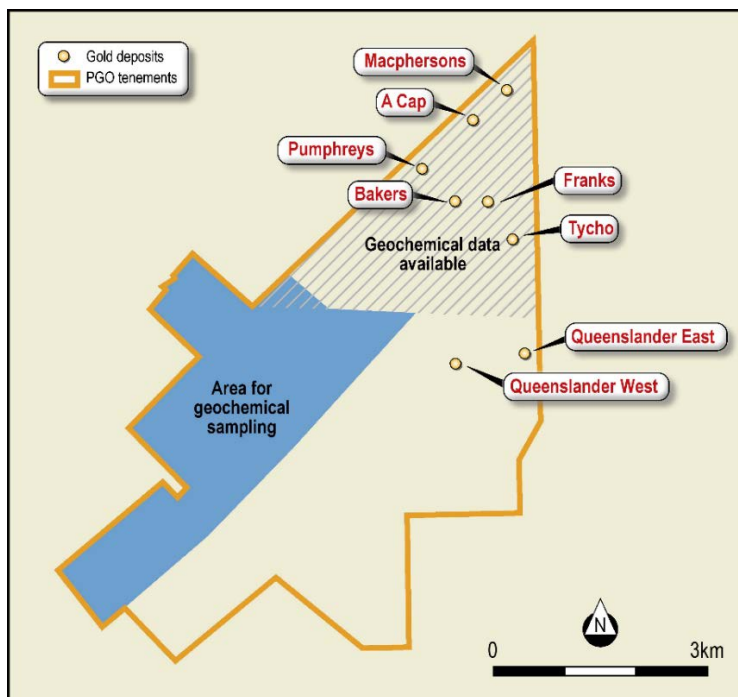 Gold deposits
PGO tenements
Macphersons
A Cap
Pumphreys
Bakers
Franks
Tycho
Geochemical data
available
Queenslander East
Queenslander West
Area for
geochemical
sampling
N
0 3km